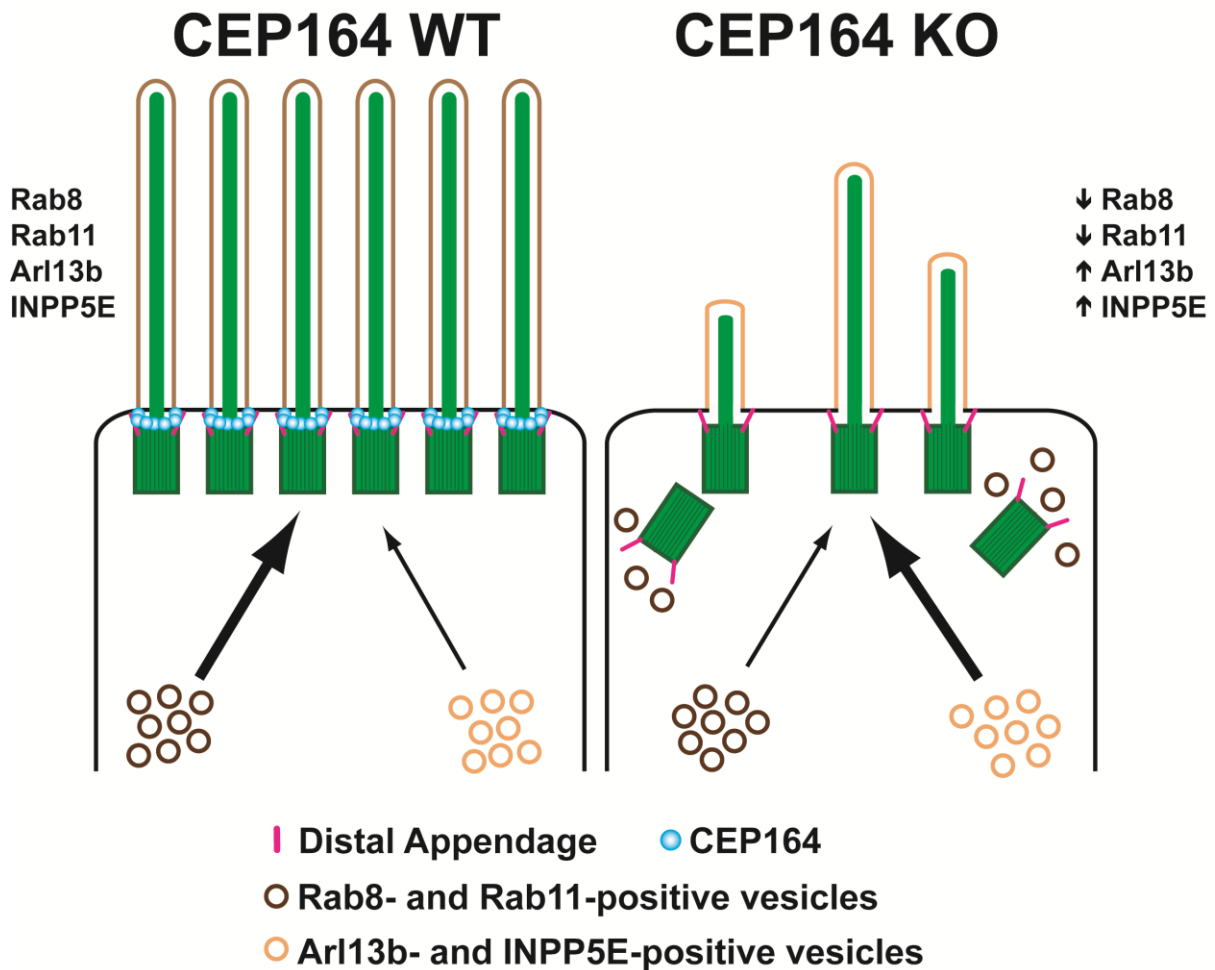 CEP164 WT
CEP164 KO
Rab8
Rab11
Arl13b
INPP5E
↓ Rab8
↓ Rab11
↑ Arl13b
↑ INPP5E
Distal Appendage
CEP164
Rab8- and Rab11-positive vesicles
Arl13b- and INPP5E-positive vesicles